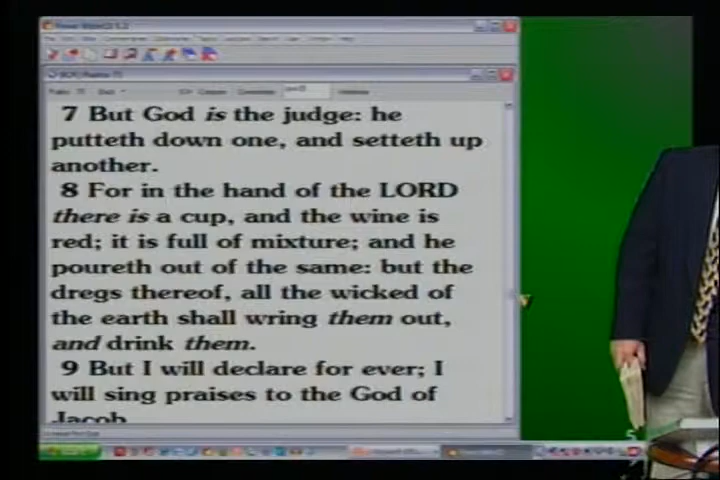 7 But God is the judge: he
putteth down one, and setteth up
another.
8 For in the hand of the LORD
there is a cup, and the wine is
red; it is full of mixture; and he
poureth out of the same: but the
dregs thereof, all the wicked of
the earth shall wring them out,
and drink them.
9 But I will declare for ever; I
will sing praises to the God of
Jacob